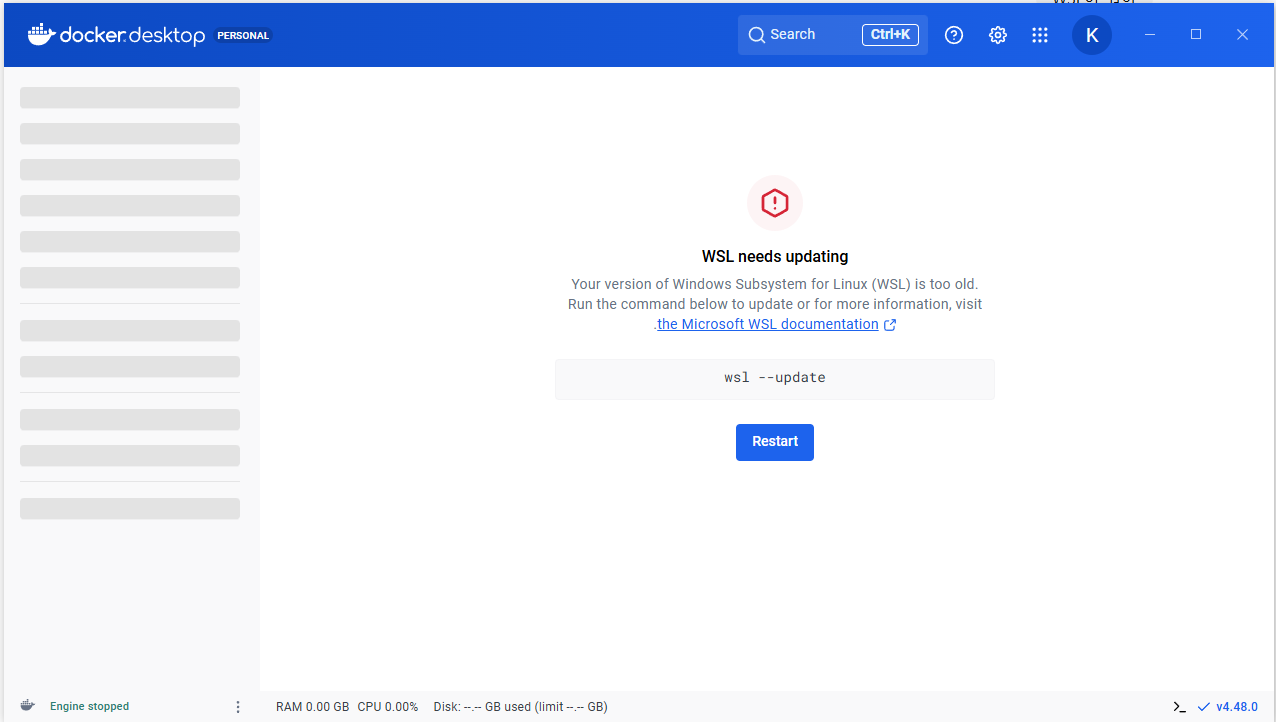 docker.desktop PERSONAL Search Ctrl+K K
WSL needs updating
Your version of Windows Subsystem for Linux (WSL) is too old.
Run the command below to update or for more information, visit
.the Microsoft WSL documentation
wsl --update
Restart
Engine stopped RAM 0.00 GB CPU 0.00% Disk: --.-- GB used (limit --.-- GB) v4.48.0